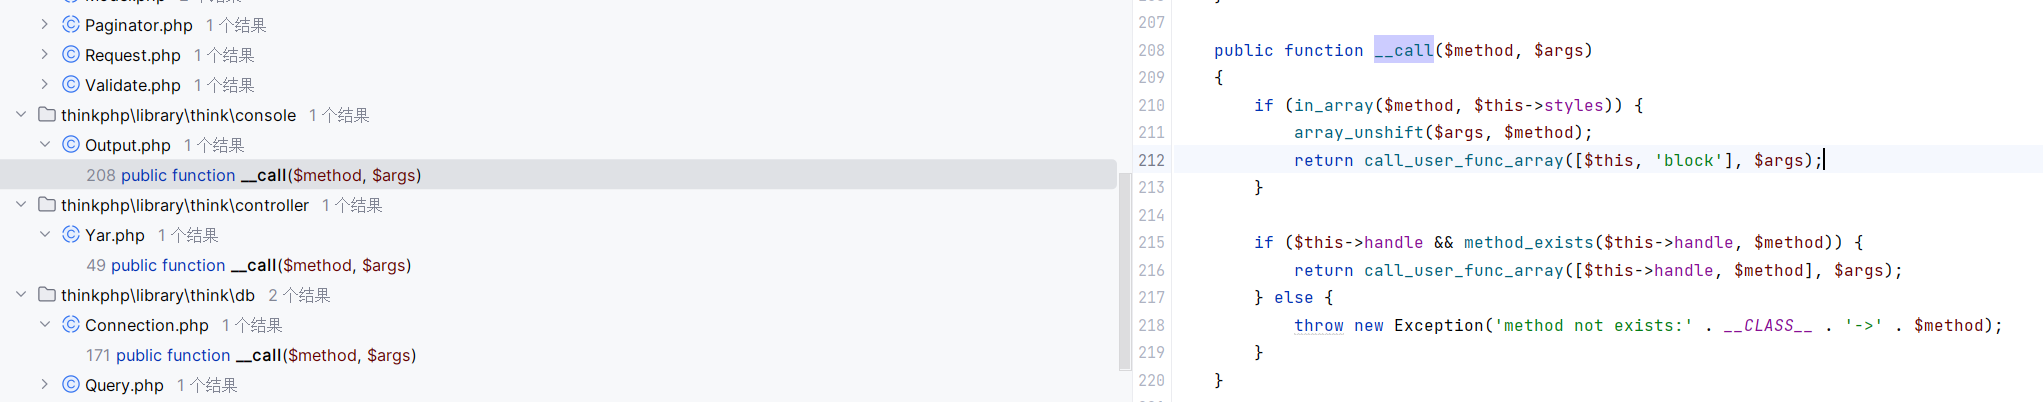 Paginator.php 1 个结果
Request.php 1 个结果
Validate.php 1 个结果
thinkphp\library\think\console 1 个结果
Output.php 1 个结果
208 public function __call($method, $args)
thinkphp\library\think\controller 1 个结果
Yar.php 1 个结果
49 public function __call($method, $args)
thinkphp\library\think\db 2 个结果
Connection.php 1 个结果
171 public function __call($method, $args)
Query.php 1 个结果
207
208 public function __call($method, $args)
209 {
210 if (in_array($method, $this->styles)) {
211 array_unshift($args, $method);
212 return call_user_func_array([$this, 'block'], $args);
213 }
214
215 if ($this->handle && method_exists($this->handle, $method)) {
216 return call_user_func_array([$this->handle, $method], $args);
217 } else {
218 throw new Exception('method not exists:' . __CLASS__ . '->' . $method);
219 }
220 }